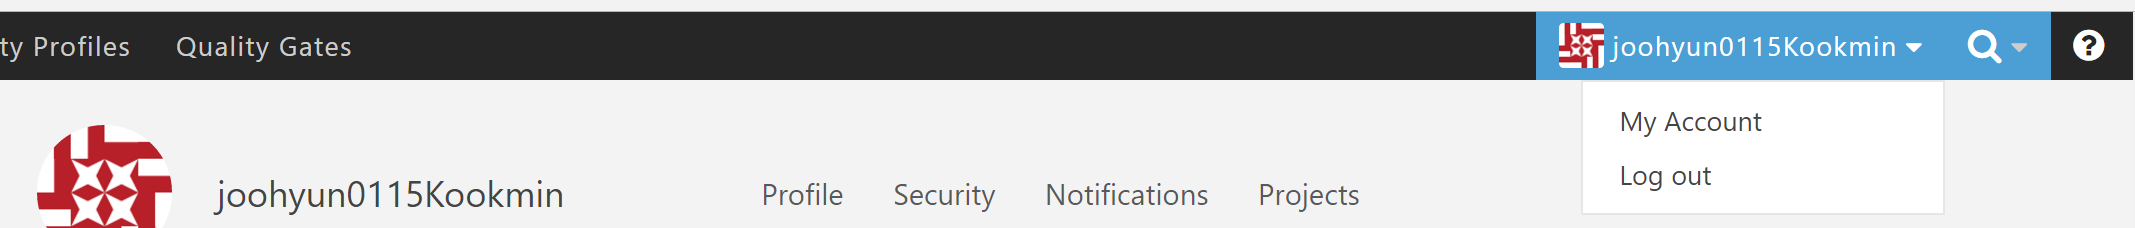 ty Profiles Quality Gates joohyun0115Kookmin
My Account
Log out
joohyun0115Kookmin Profile Security Notifications Projects